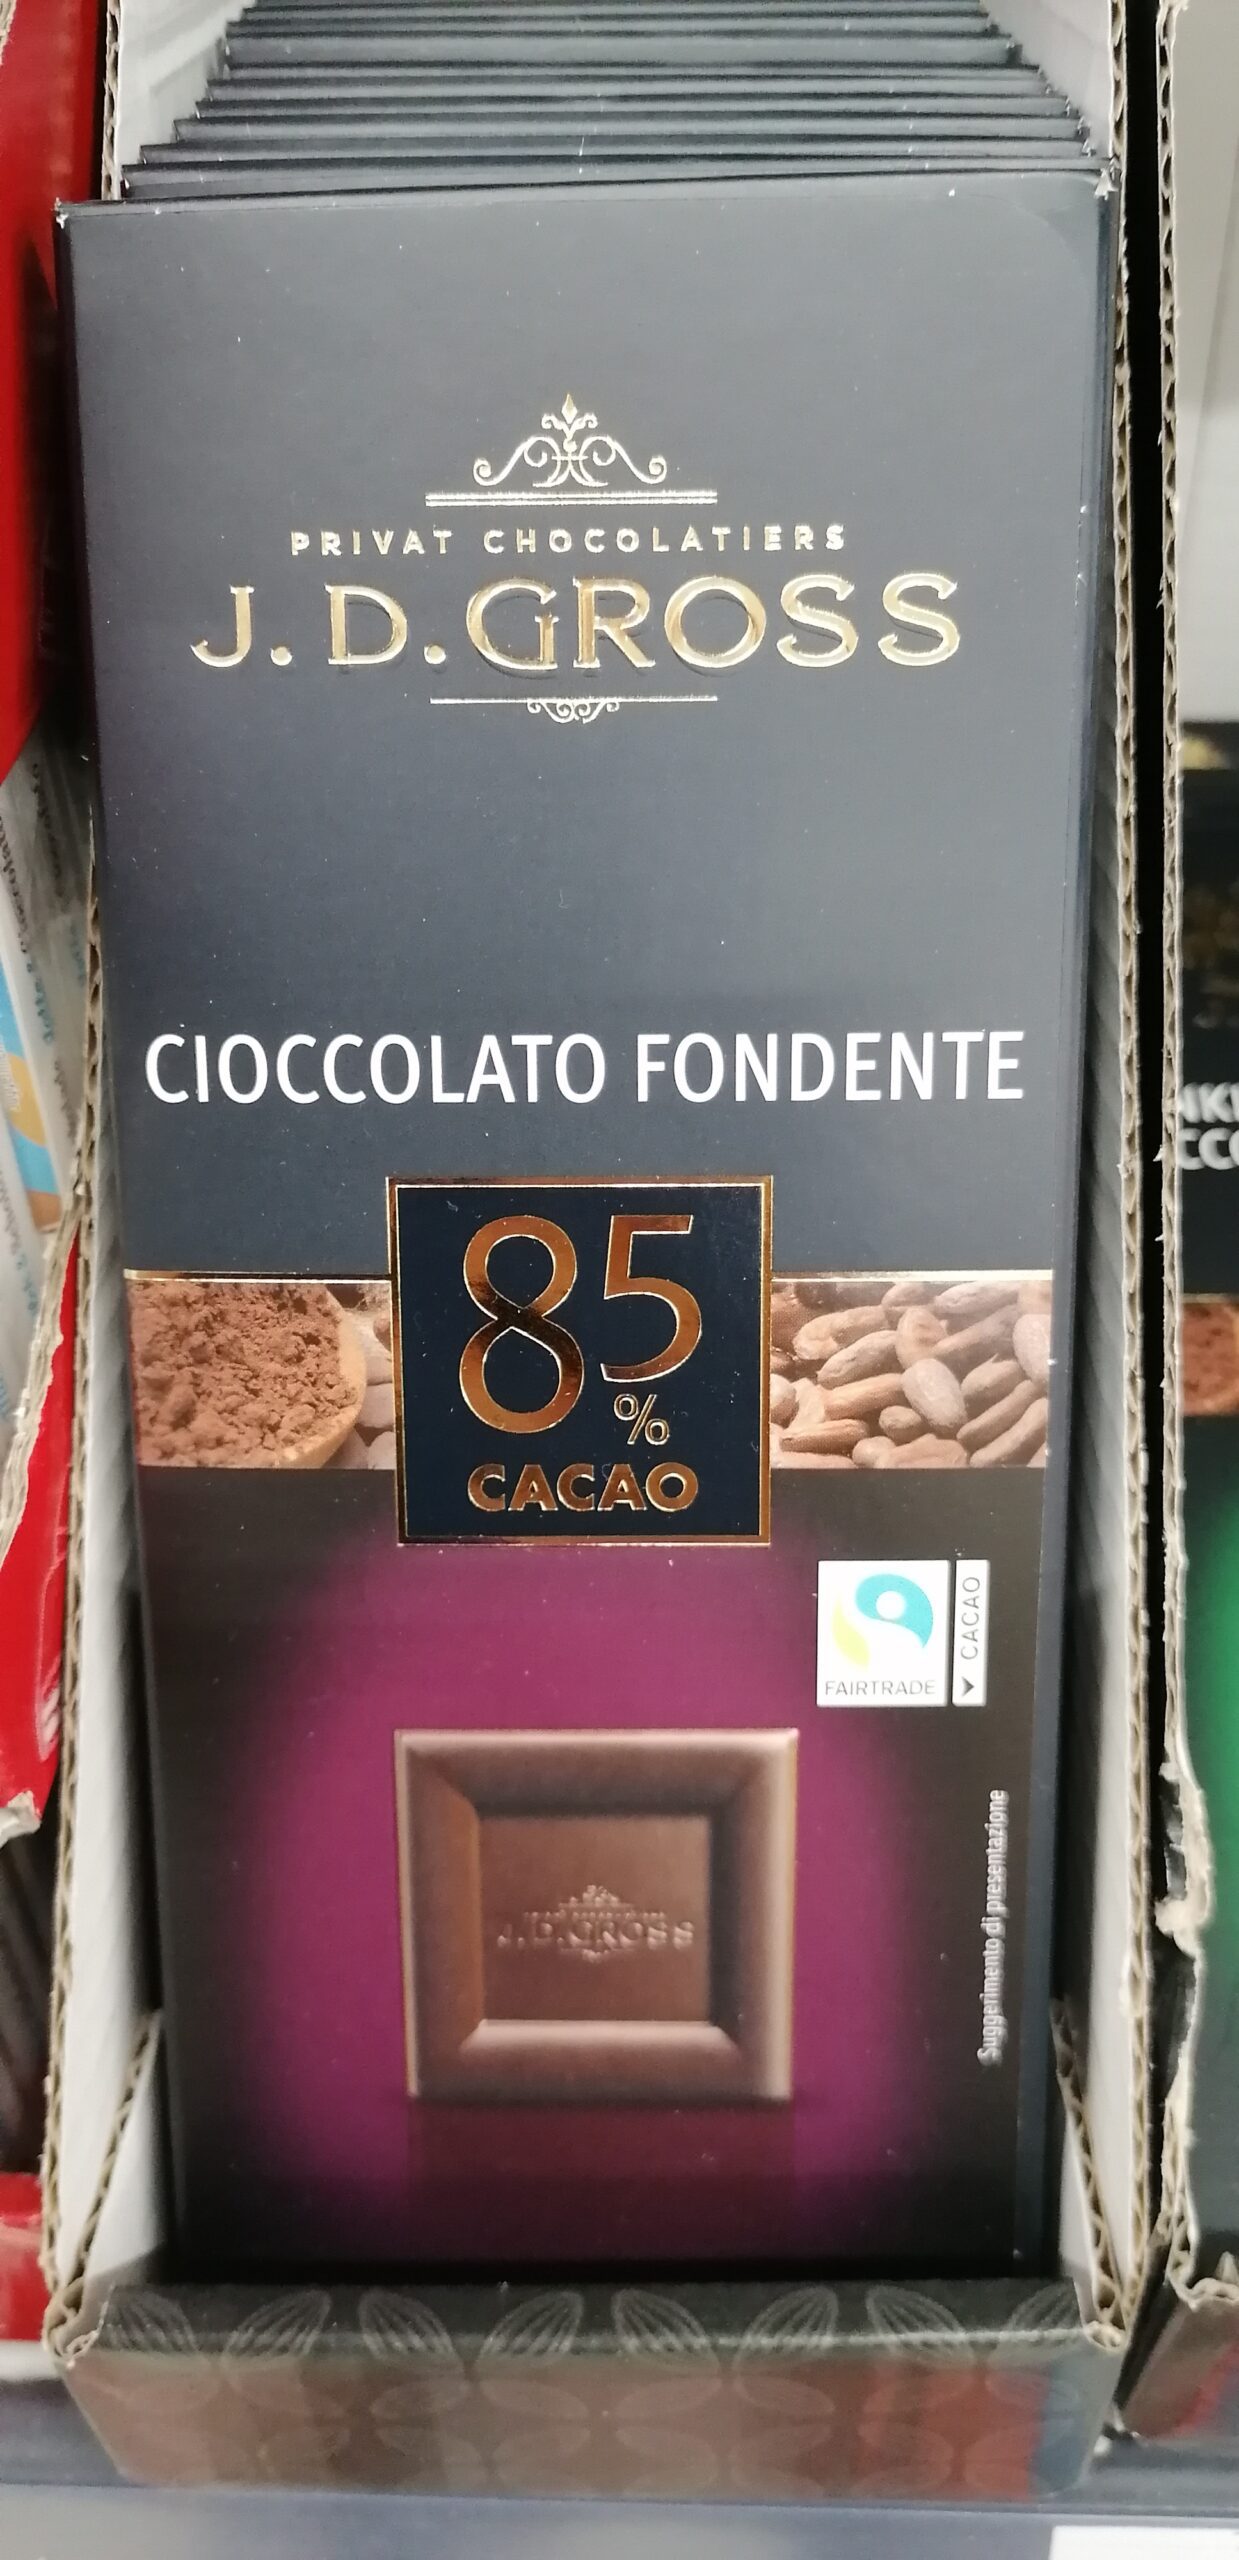 PRIVAT CHOCOLATIERS
J. D. GROSS
CIOCCOLATO FONDENTE
85
%
CACAO
FAIRTRADE
CACAO
J.D.GROSS
Suggerimento di presentazione